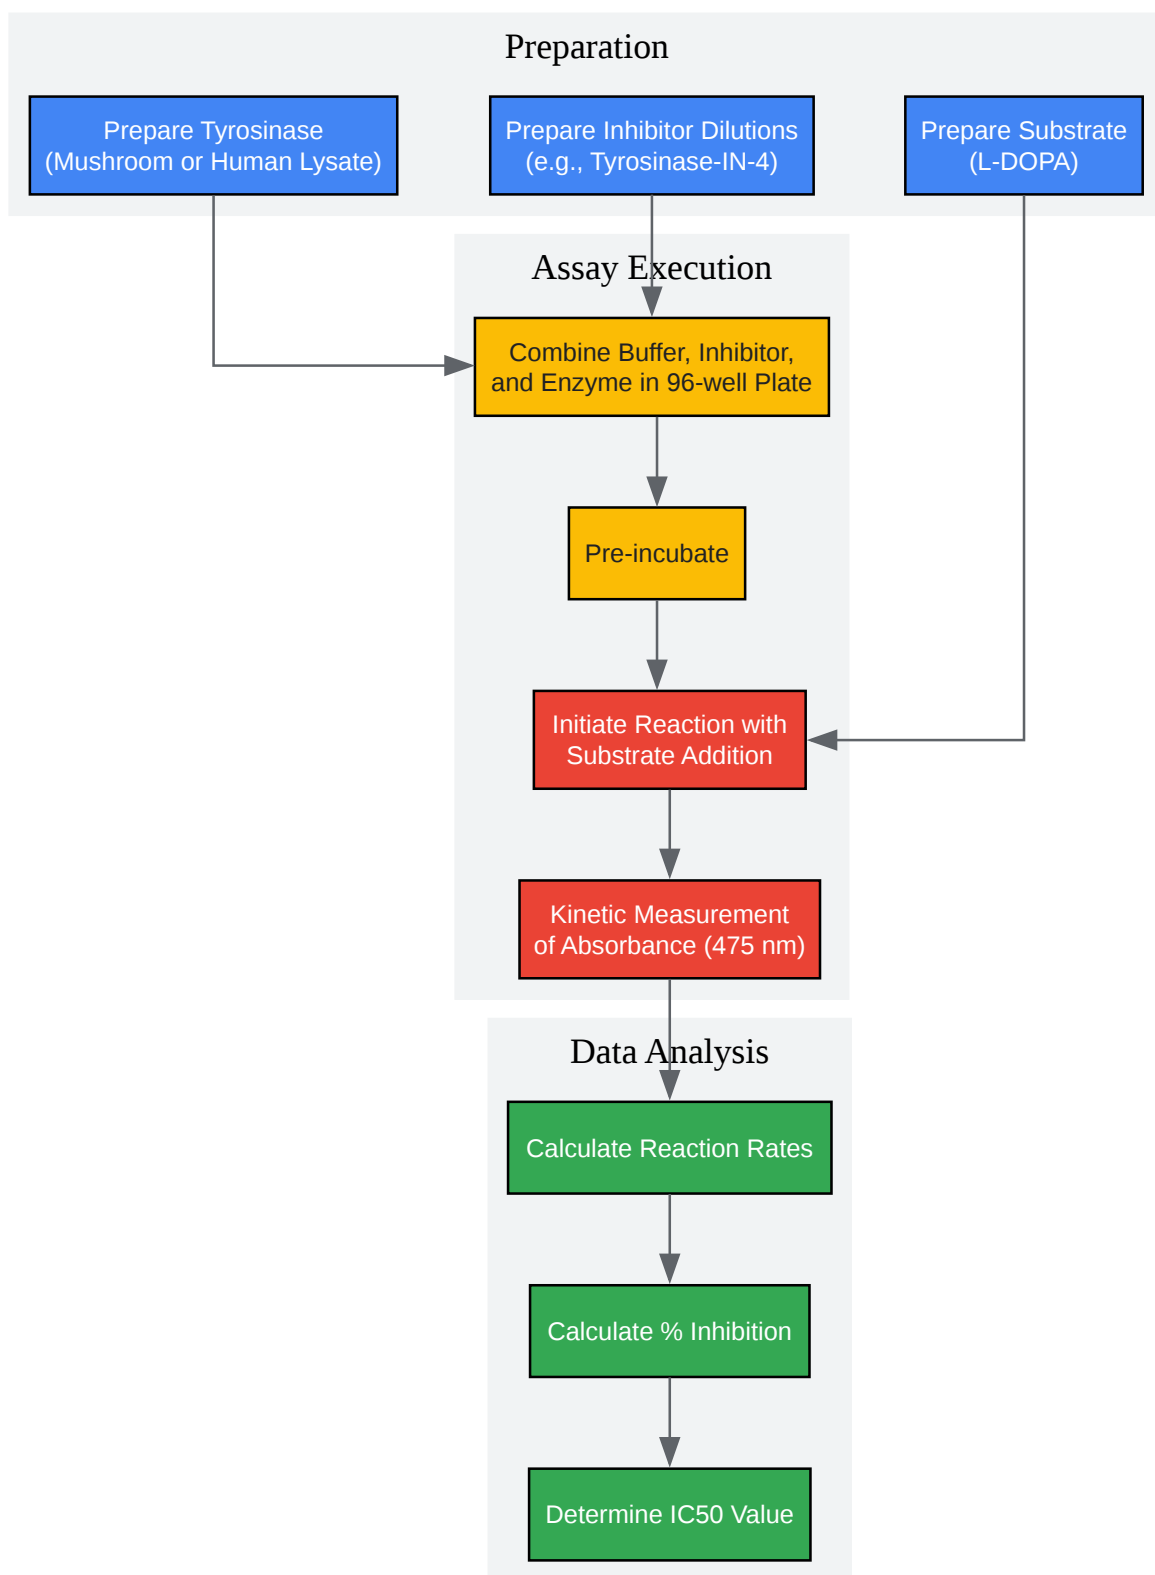 Preparation
Prepare Tyrosinase
(Mushroom or Human Lysate)
Prepare Inhibitor Dilutions
(e.g., Tyrosinase-IN-4)
Prepare Substrate
(L-DOPA)
Assay Execution
Combine Buffer, Inhibitor,
and Enzyme in 96-well Plate
Pre-incubate
Initiate Reaction with
Substrate Addition
Kinetic Measurement
of Absorbance (475 nm)
Data Analysis
Calculate Reaction Rates
Calculate % Inhibition
Determine IC50 Value